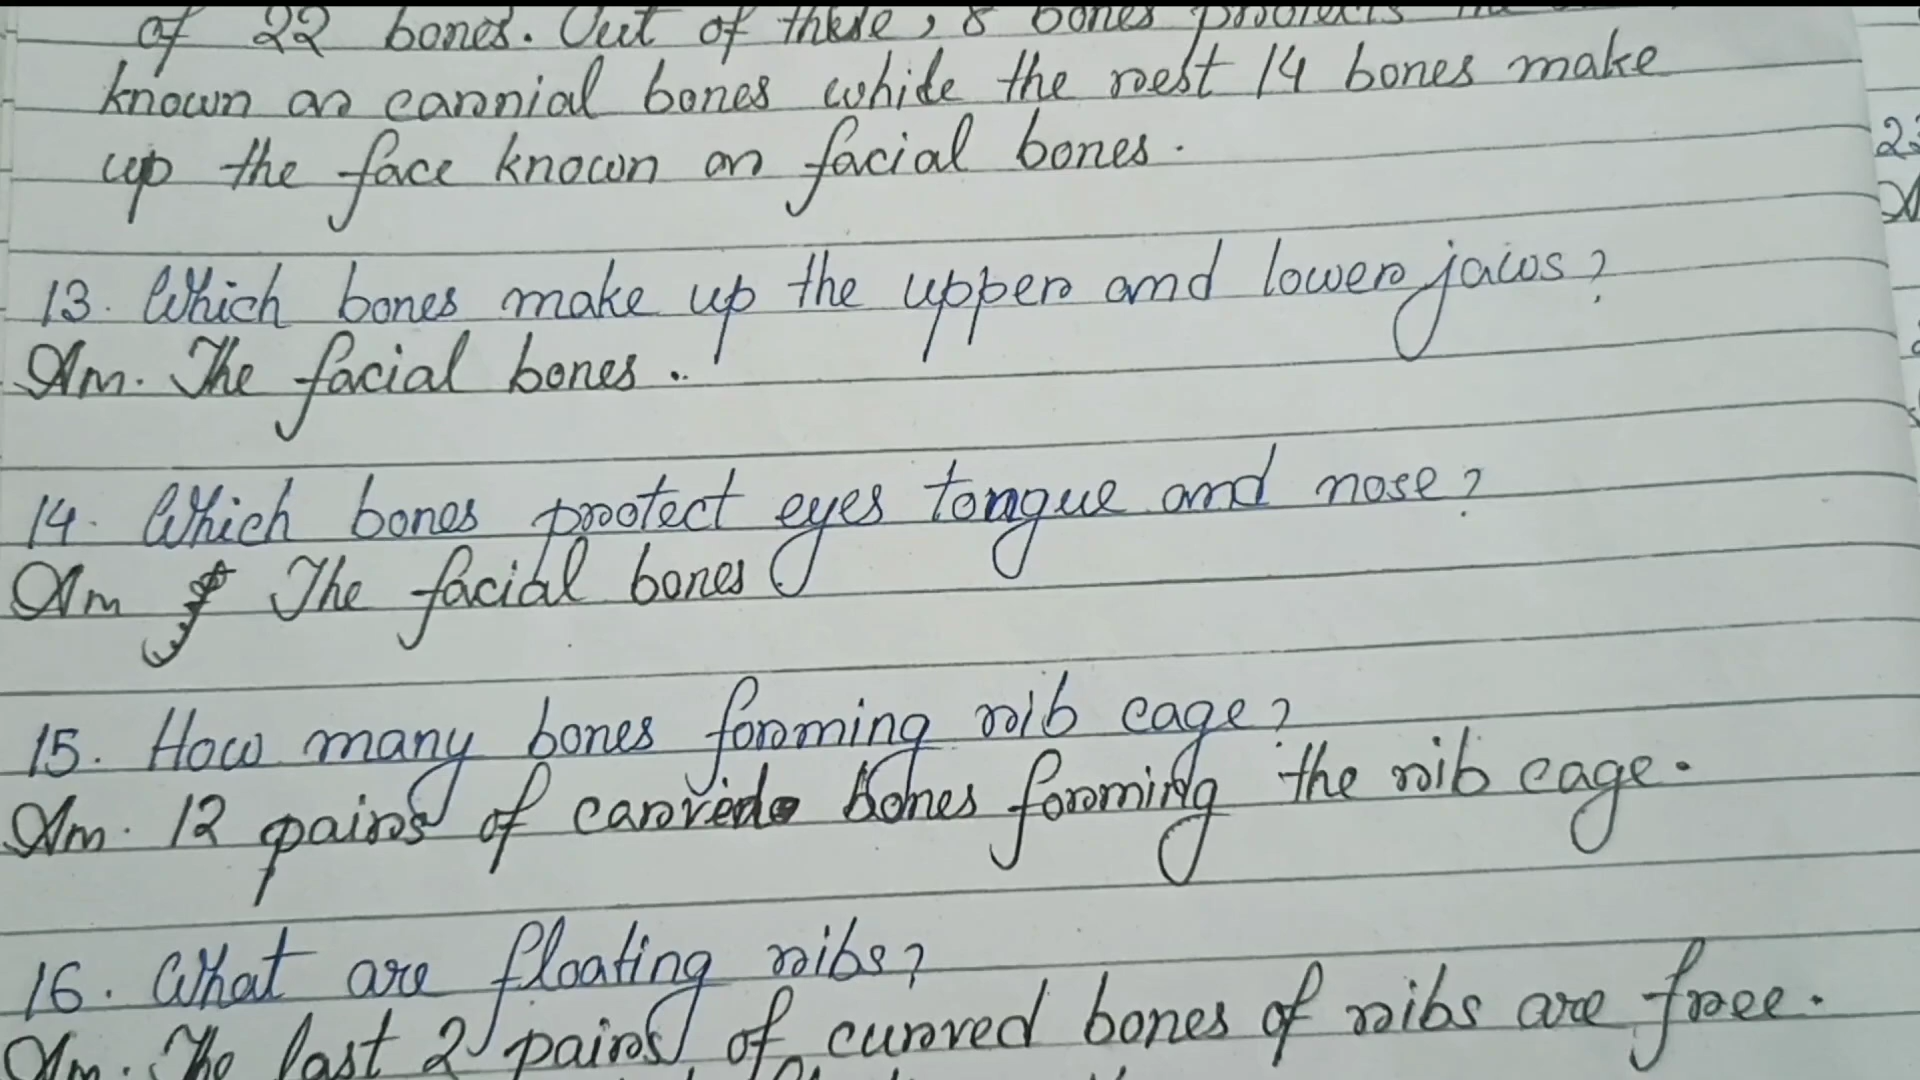 of 22 bones. Out of these, 8 bones protects
known as carnial bones while the rest 14 bones make
up the face known as facial bones.
13. Which bones make up the upper and lower jaws?
Ans. The facial bones.
14. Which bones protect eyes tongue and nose?
Ans The facial bones
15. How many bones forming rib cage?
Ans. 12 pairs of carved bones forming the rib cage.
16. What are floating ribs?
Ans. The last 2 pairs of curved bones of ribs are free.